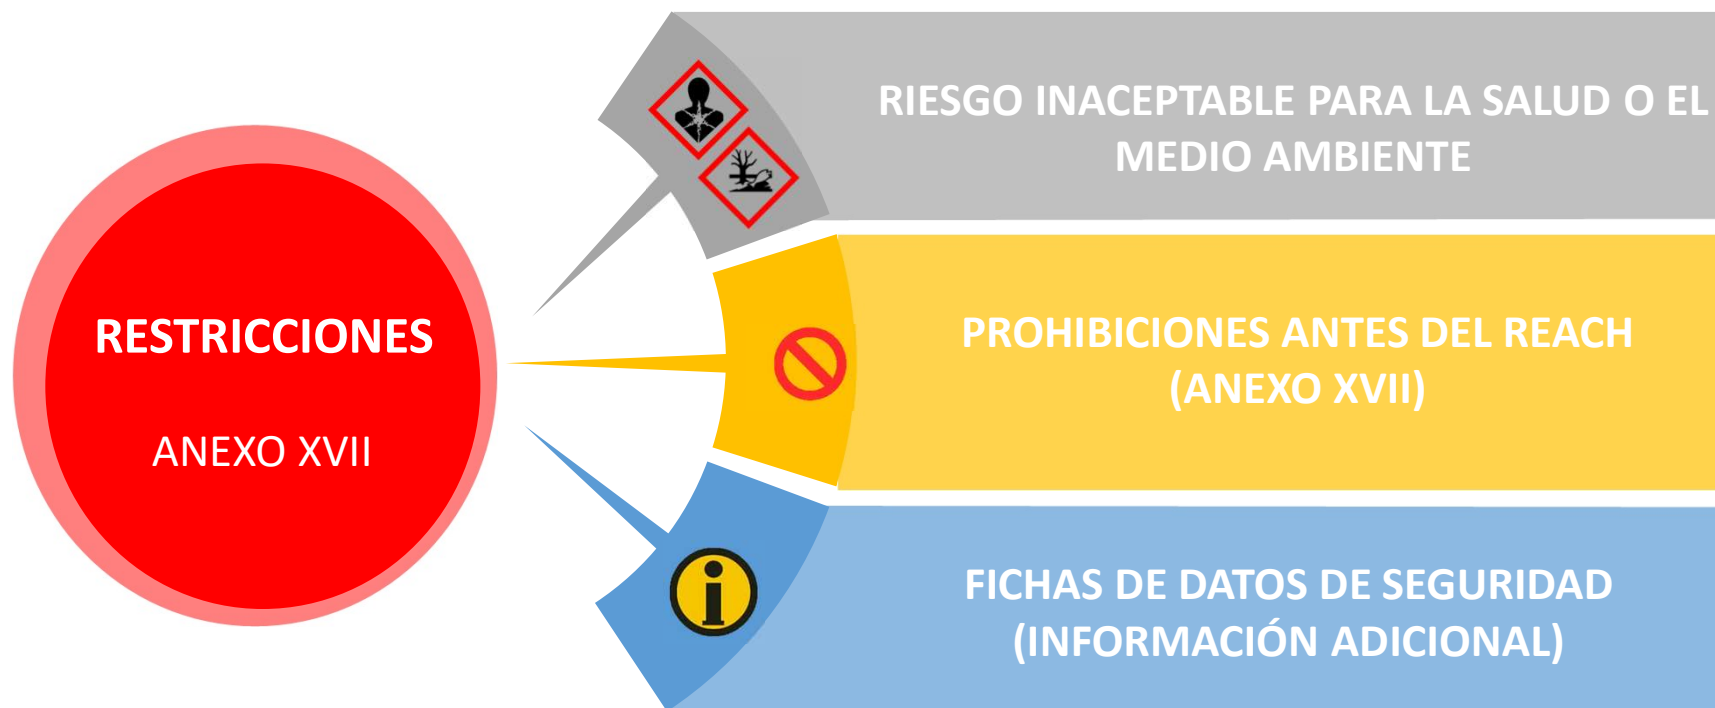 RESTRICCIONES
ANEXO XVII
RIESGO INACEPTABLE PARA LA SALUD O EL
MEDIO AMBIENTE
PROHIBICIONES ANTES DEL REACH
(ANEXO XVII)
FICHAS DE DATOS DE SEGURIDAD
(INFORMACIÓN ADICIONAL)